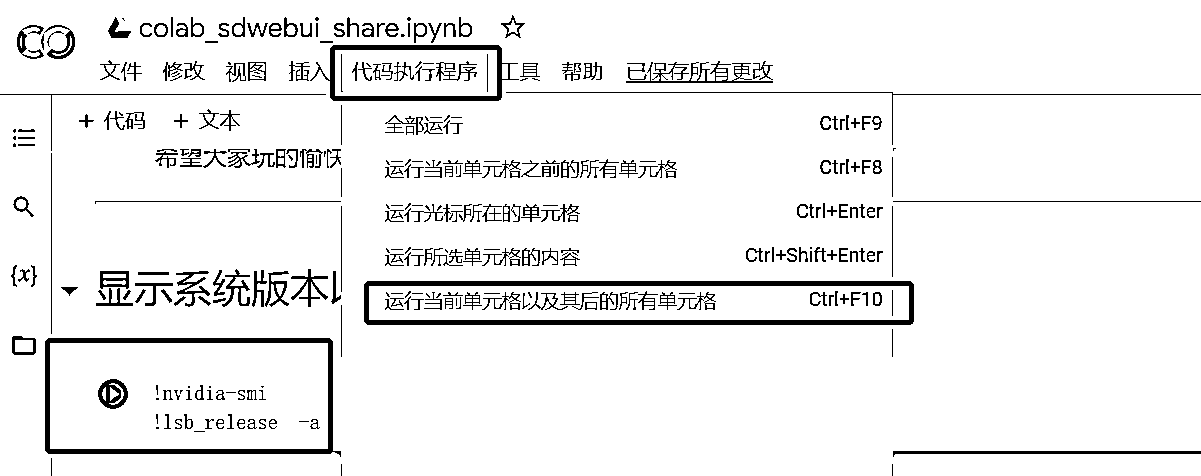 colab_sdwebui_share.ipynb
文件 修改 视图 插入 代码执行程序 工具 帮助 已保存所有更改
+ 代码 + 文本
全部运行 Ctrl+F9
希望大家玩的愉快
运行当前单元格之前的所有单元格 Ctrl+F8
运行光标所在的单元格 Ctrl+Enter
{x}
运行所选单元格的内容 Ctrl+Shift+Enter
显示系统版本以
运行当前单元格以及其后的所有单元格 Ctrl+F10
!nvidia-smi
!lsb_release -a